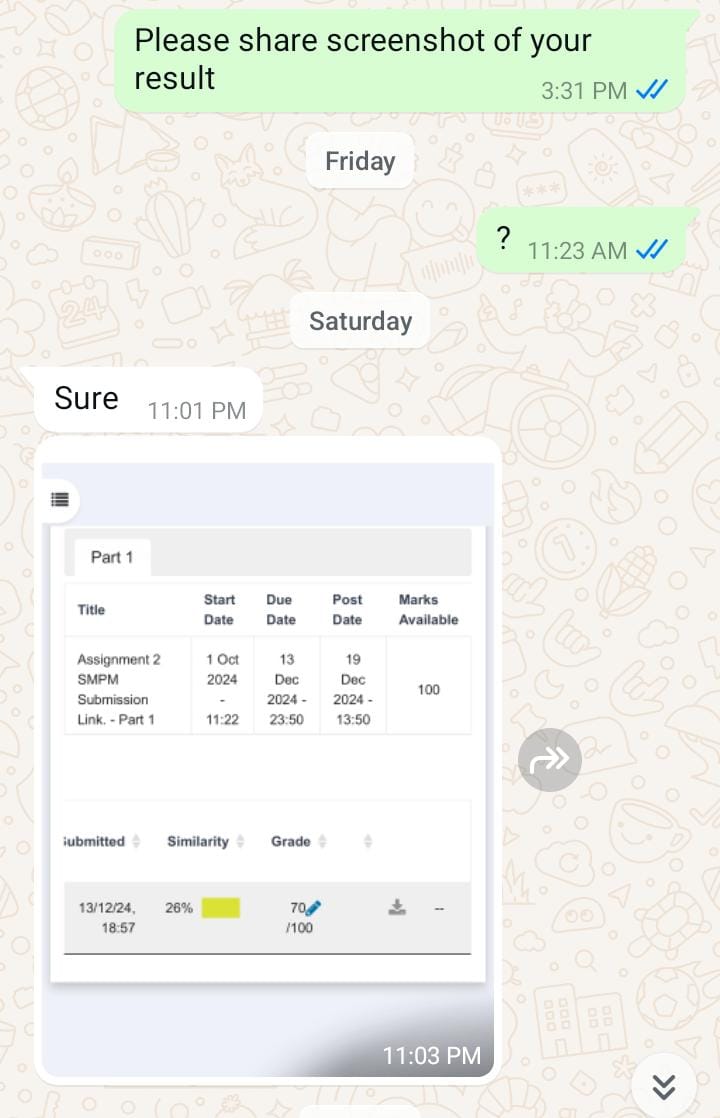 Please share screenshot of your
result
3:31 PM
Friday
?
11:23 AM
Saturday
Sure
11:01 PM
Part 1
Title
Start Date
Due Date
Post Date
Marks Available
Assignment 2
SMPM
Submission
Link. - Part 1
1 Oct
2024
-
11:22
13
Dec
2024 -
23:50
19
Dec
2024 -
13:50
100
ubmitted
Similarity
Grade
13/12/24,
18:57
26%
70
/100
--
11:03 PM